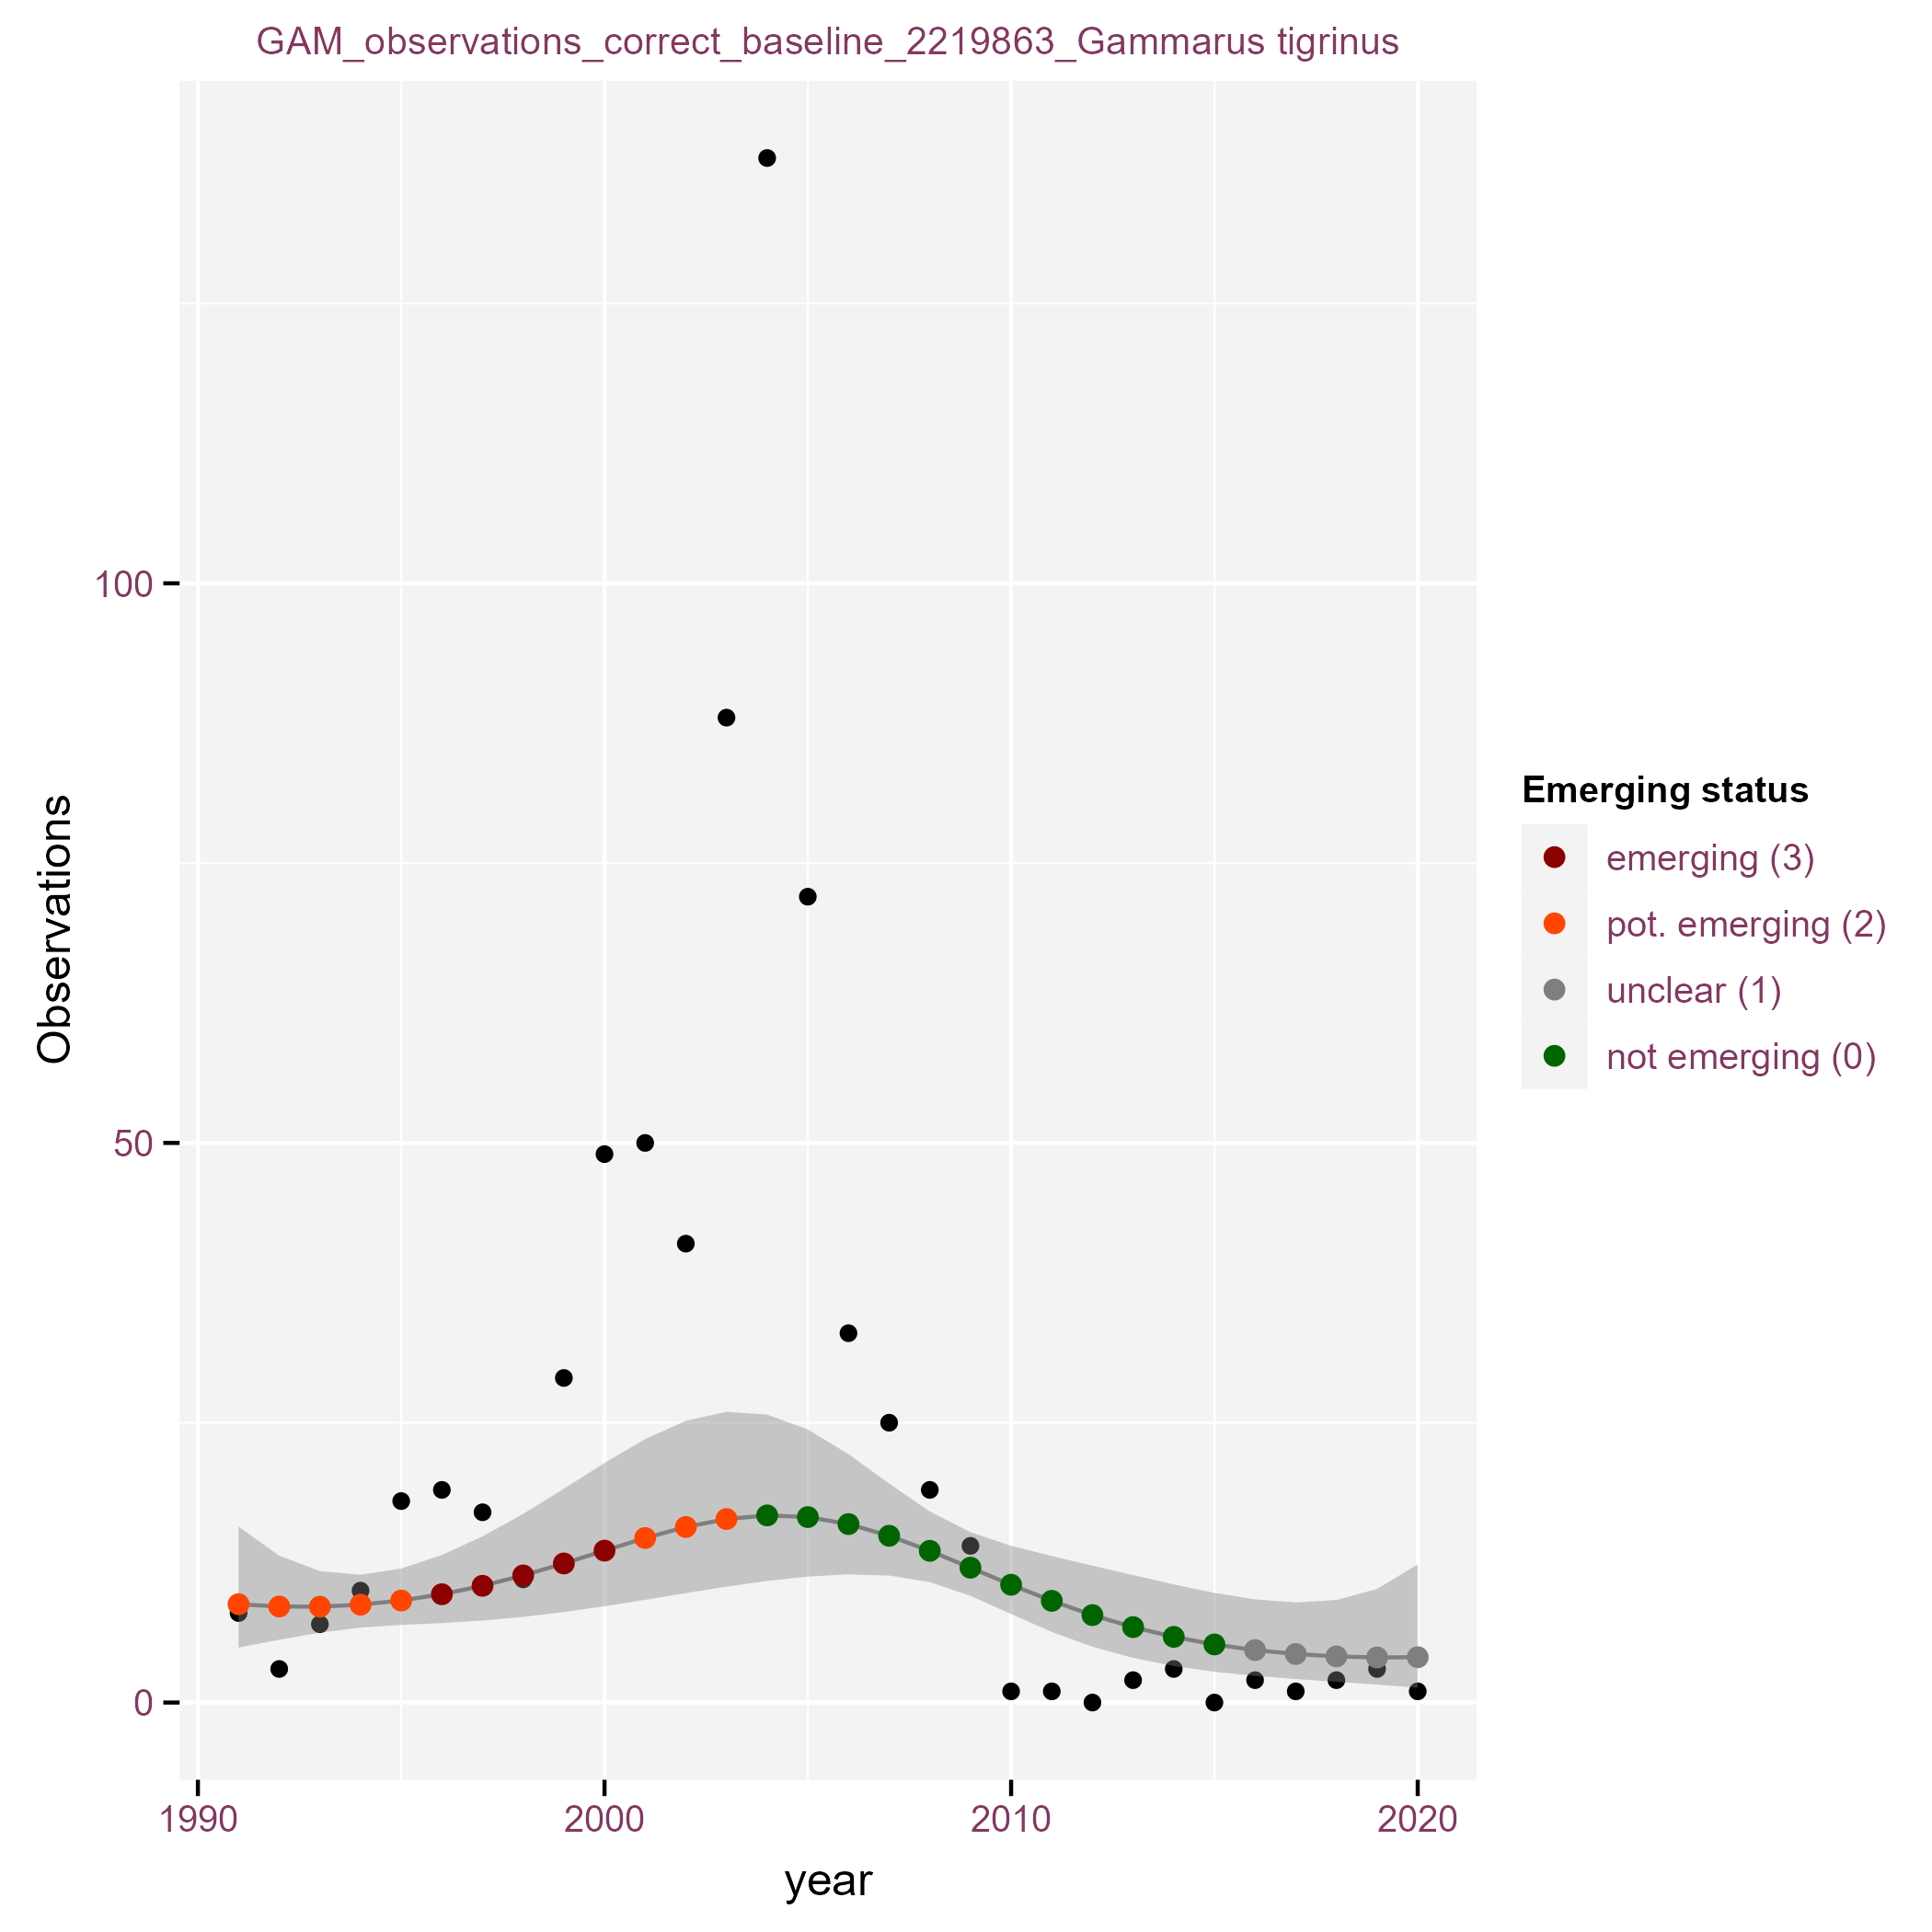 GAM_observations_correct_baseline_2219863_Gammarus tigrinus
100
50
0
Observations
1990
2000
2010
2020
year
Emerging status
emerging (3)
pot. emerging (2)
unclear (1)
not emerging (0)